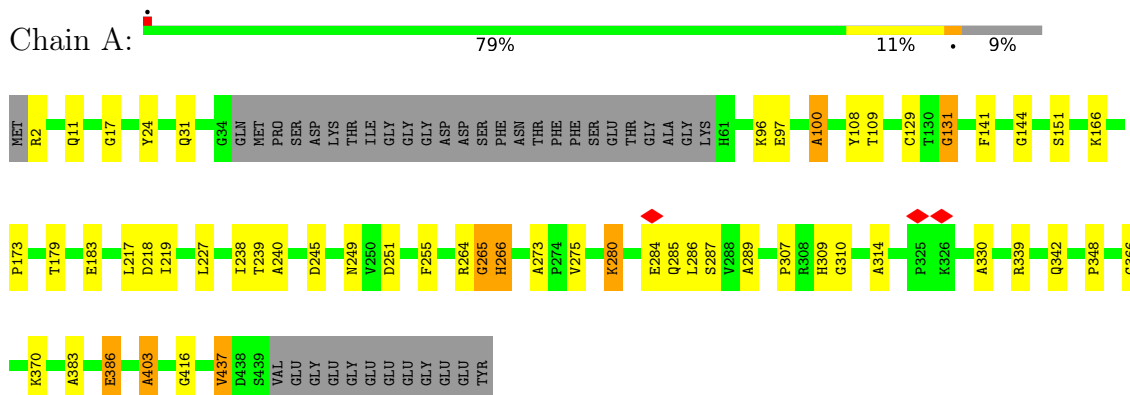 Chain A:
79% 11% • 9%
MET R2 Q11 G17 Y24 Q31 G34 GLN MET PRO SER ASP LYS THR ILE GLY GLY GLY ASP ASP SER PHE ASN THR PHE PHE SER GLU THR GLY ALA GLY LYS H61 K96 E97 A100 Y108 T109 C129 T130 G131 F141 G144 S151 K166
P173 T179 E183 L217 D218 I219 L227 I238 T239 A240 D245 N249 V250 D251 F255 R264 G265 H266 A273 P274 V275 K280 E284 Q285 L286 S287 V288 A289 P307 R308 H309 G310 A314 P325 K326 A330 R339 Q342 P348
K370 A383 E386 A403 G416 V437 D438 S439 VAL GLU GLY GLU GLY GLU GLU GLU GLY GLU GLU TYR